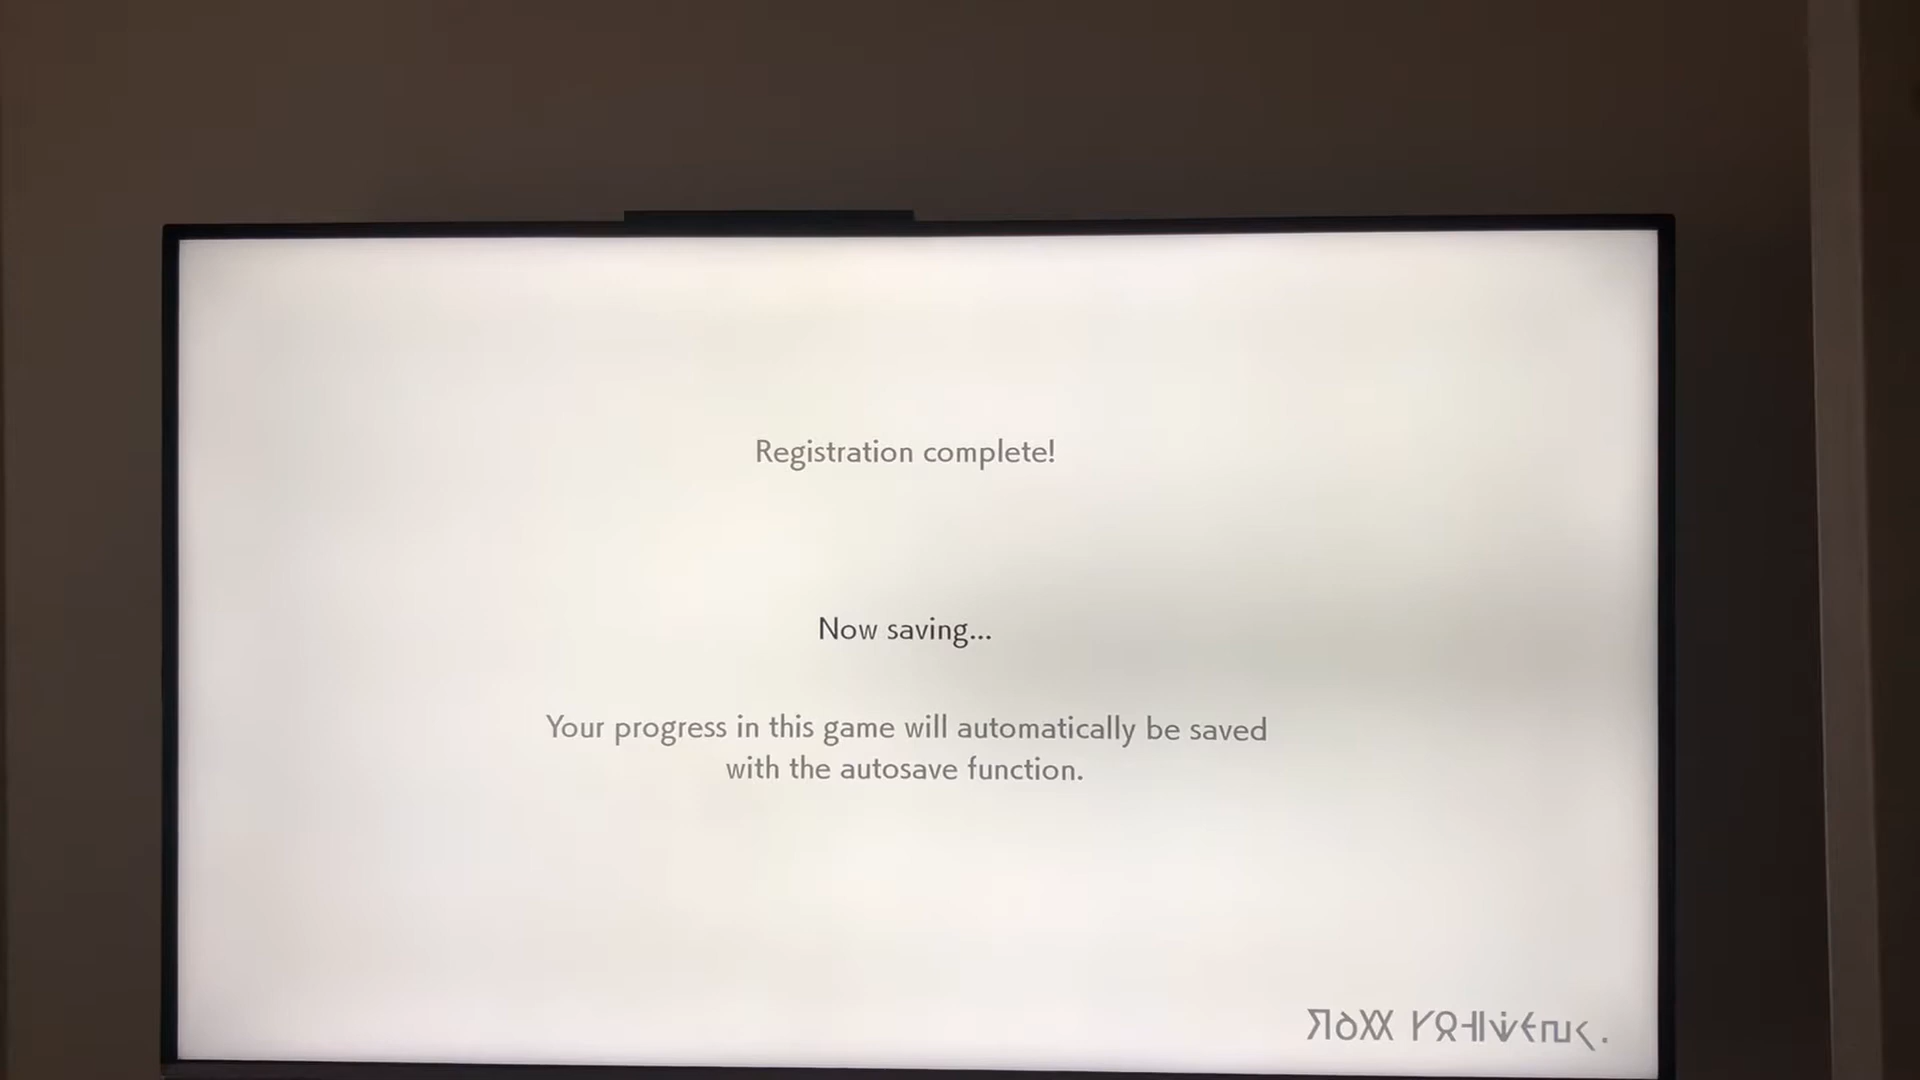 Registration complete!
Now saving...
Your progress in this game will automatically be saved
with the autosave function.